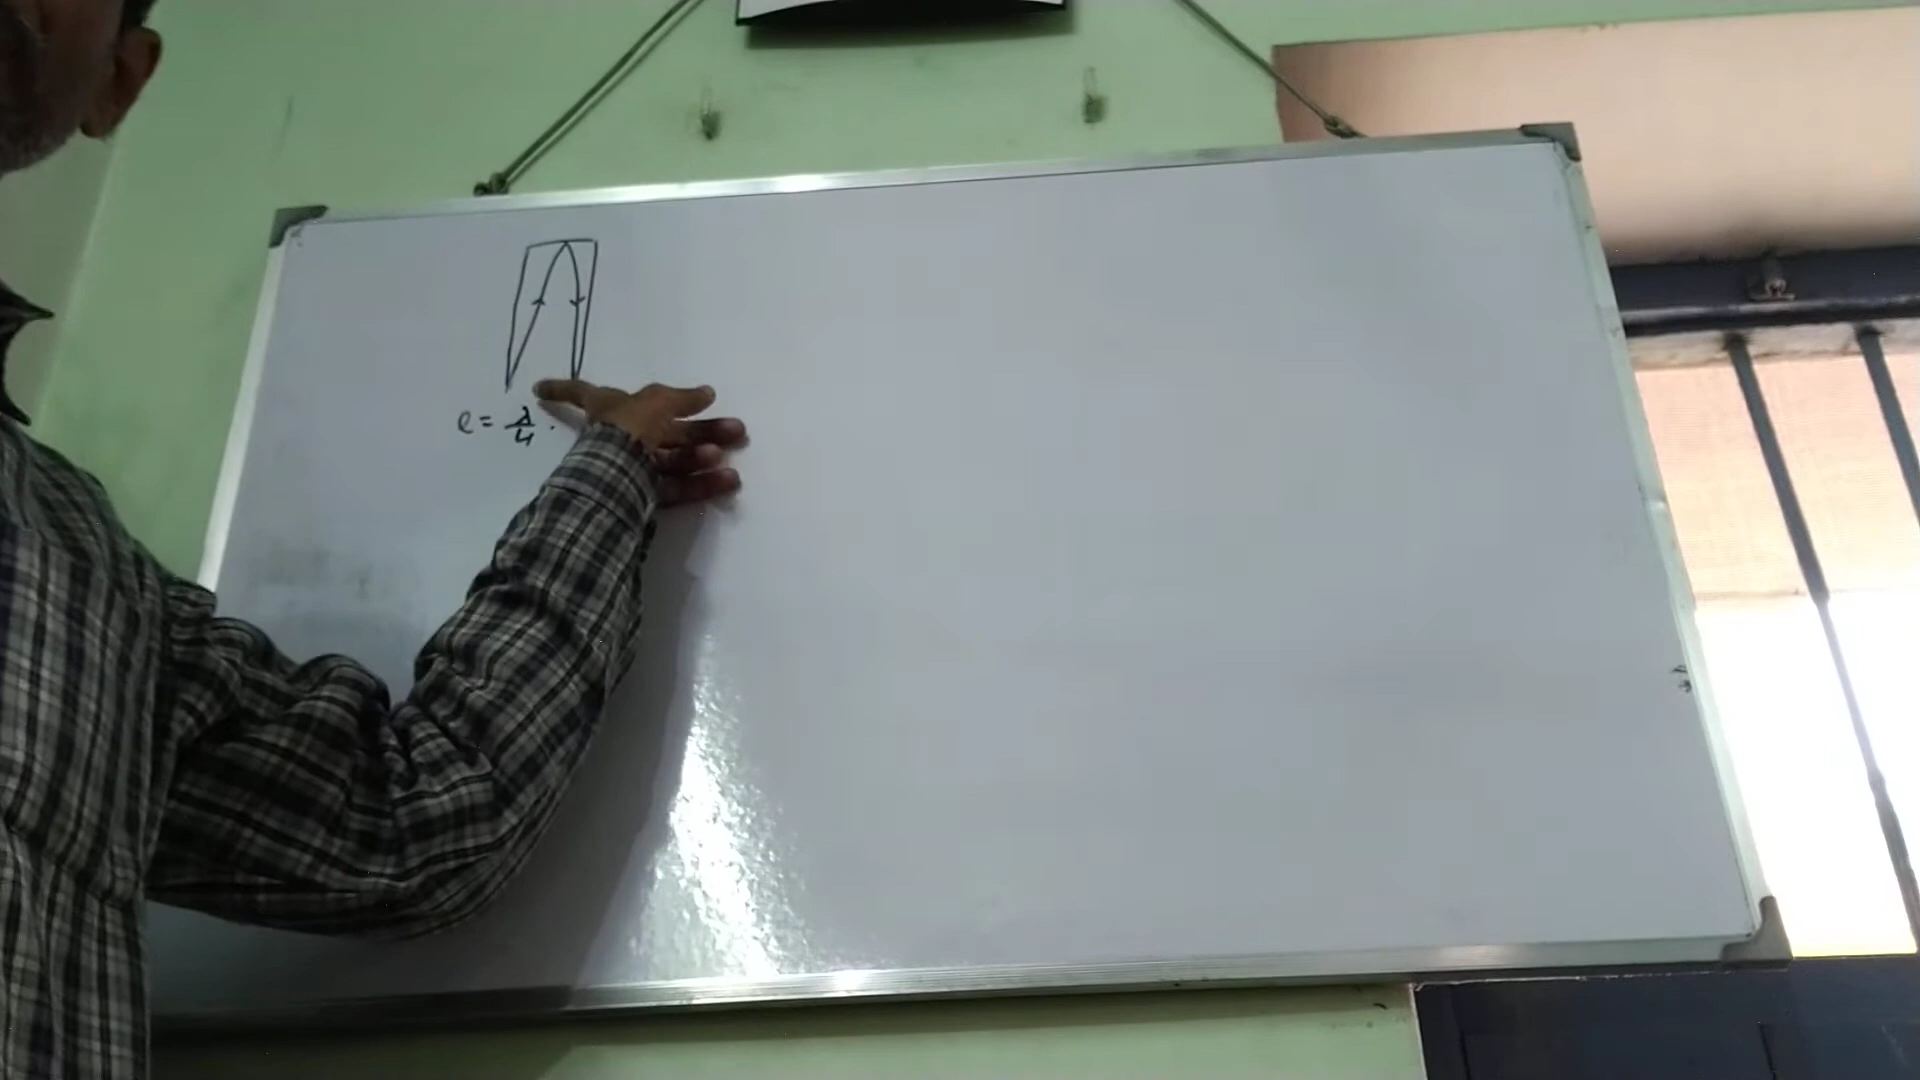 l = λ/4 .